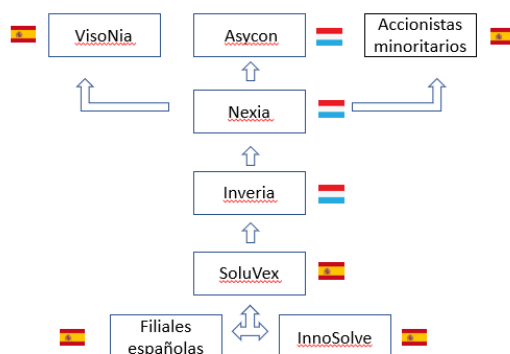 VisoNia
Asycon
Accionistas
minoritarios
Nexia
Inveria
SoluVex
Filiales
españolas
InnoSolve